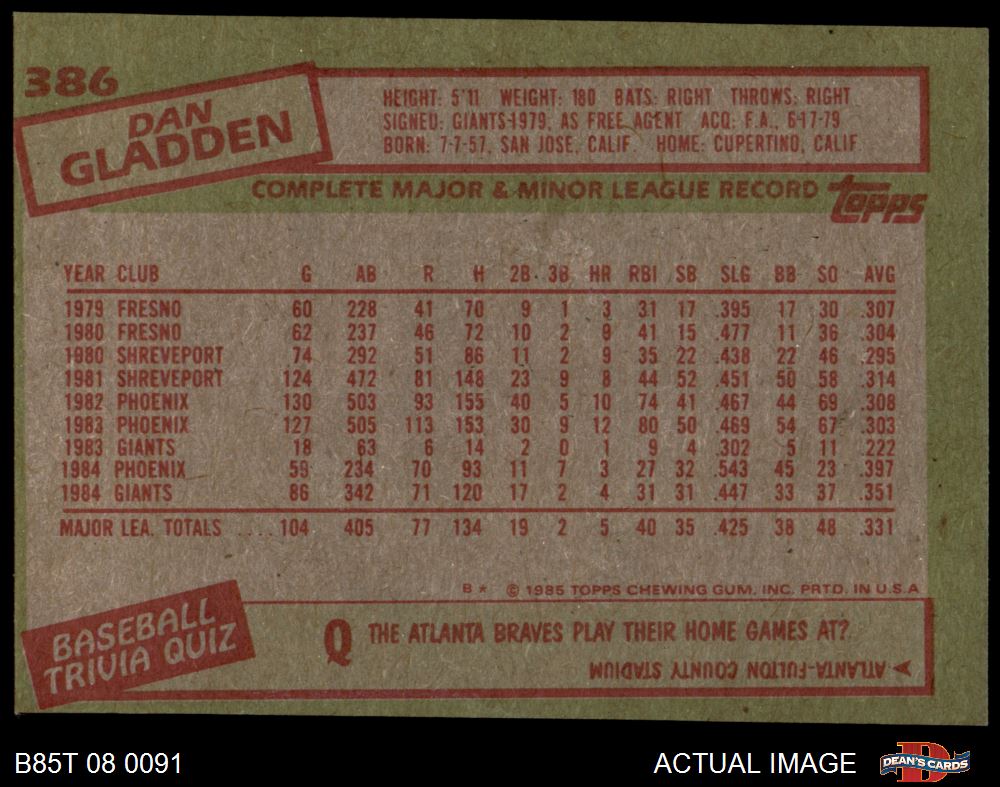 386
DAN
GLADDEN
HEIGHT: 5'11 WEIGHT: 180 BATS: RIGHT THROWS: RIGHT
SIGNED: GIANTS-1979, AS FREE AGENT ACQ: F.A., 6-17-79
BORN: 7-7-57, SAN JOSE, CALIF. HOME: CUPERTINO, CALIF
COMPLETE MAJOR & MINOR LEAGUE RECORD topps
YEAR CLUB G AB R H 2B 3B HR RBI SB SLG BB SO AVG
1979 FRESNO 60 228 41 70 9 1 3 31 17 .395 17 30 .307
1980 FRESNO 62 237 46 72 10 2 9 41 15 .477 11 36 .304
1980 SHREVEPORT 74 292 51 86 11 2 9 35 22 .438 22 46 .295
1981 SHREVEPORT 124 472 81 148 23 9 8 44 52 .451 50 58 .314
1982 PHOENIX 130 503 93 155 40 5 10 74 41 .467 44 69 .308
1983 PHOENIX 127 505 113 153 30 9 12 80 50 .469 54 67 .303
1983 GIANTS 18 63 6 14 2 0 1 9 4 .302 5 11 .222
1984 PHOENIX 59 234 70 93 11 7 3 27 32 .543 45 23 .397
1984 GIANTS 86 342 71 120 17 2 4 31 31 .447 33 37 .351
MAJOR LEA. TOTALS .... 104 405 77 134 19 2 5 40 35 .425 38 48 .331
B * © 1985 TOPPS CHEWING GUM, INC. PRTD. IN U.S.A
BASEBALL
TRIVIA QUIZ
Q THE ATLANTA BRAVES PLAY THEIR HOME GAMES AT?
ATLANTA-FULTON COUNTY STADIUM
B85T 08 0091
ACTUAL IMAGE
D
DEAN'S CARDS